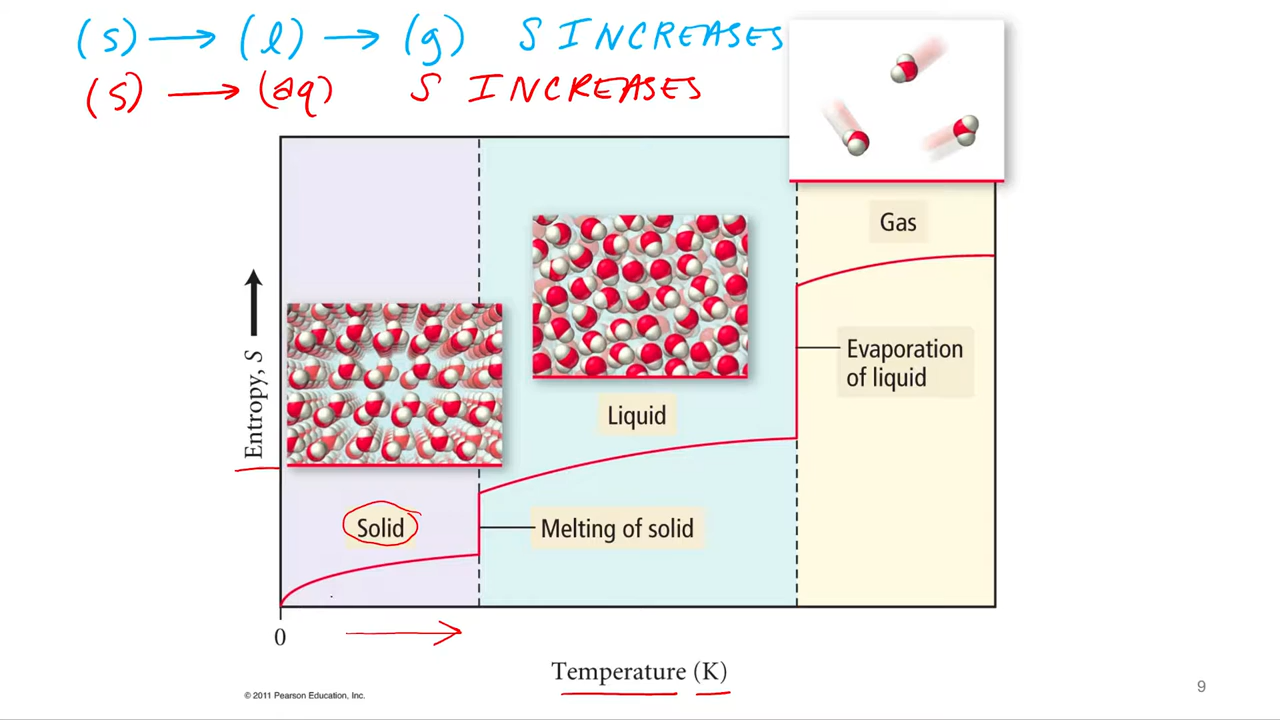 (s) → (l) → (g) S INCREASES
(s) → (aq) S INCREASES
Gas
Evaporation
of liquid
Liquid
Entropy, S
Solid
Melting of solid
0
Temperature (K)
© 2011 Pearson Education, Inc.
9